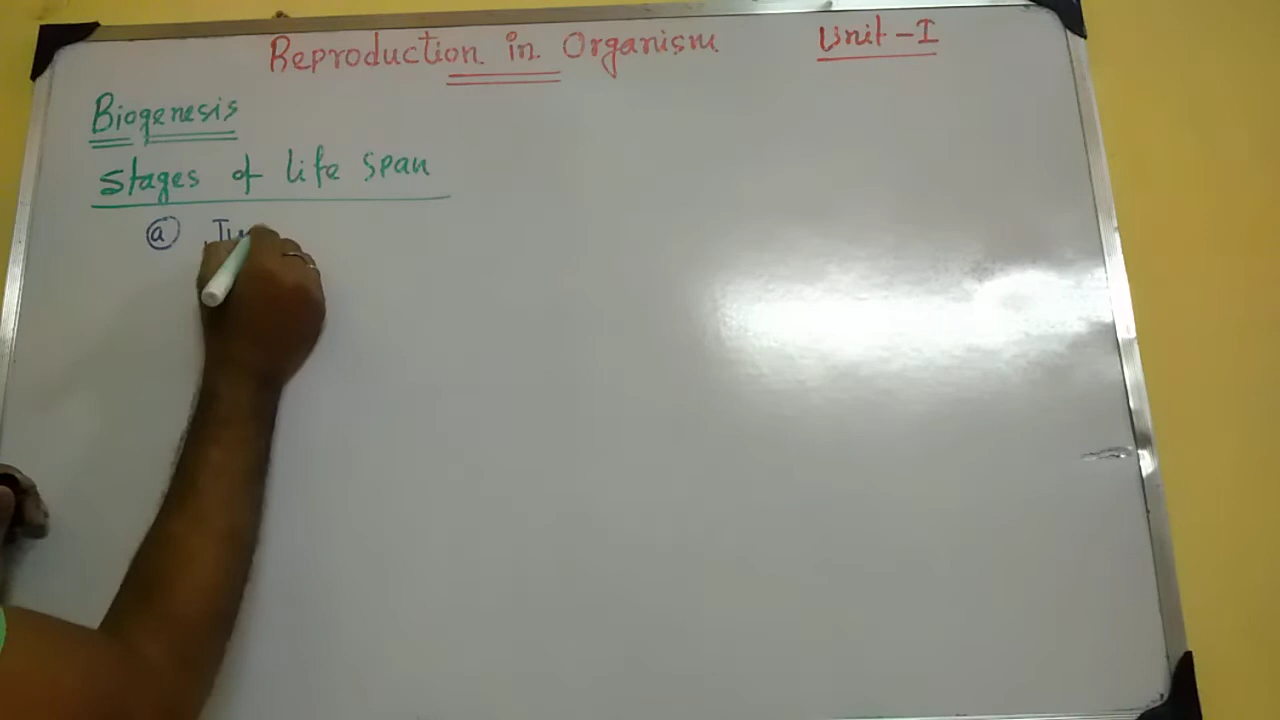 Reproduction in Organism Unit-I
Biogenesis
Stages of life span
(a)